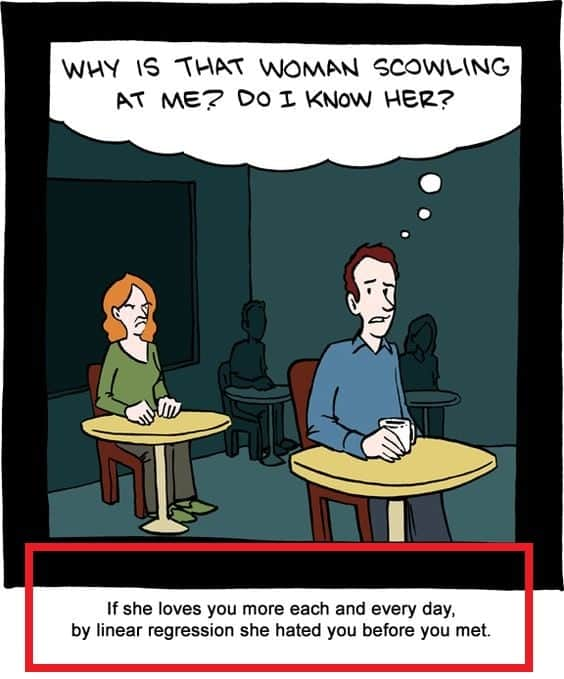 WHY IS THAT WOMAN SCOWLING
AT ME? DO I KNOW HER?
If she loves you more each and every day,
by linear regression she hated you before you met.